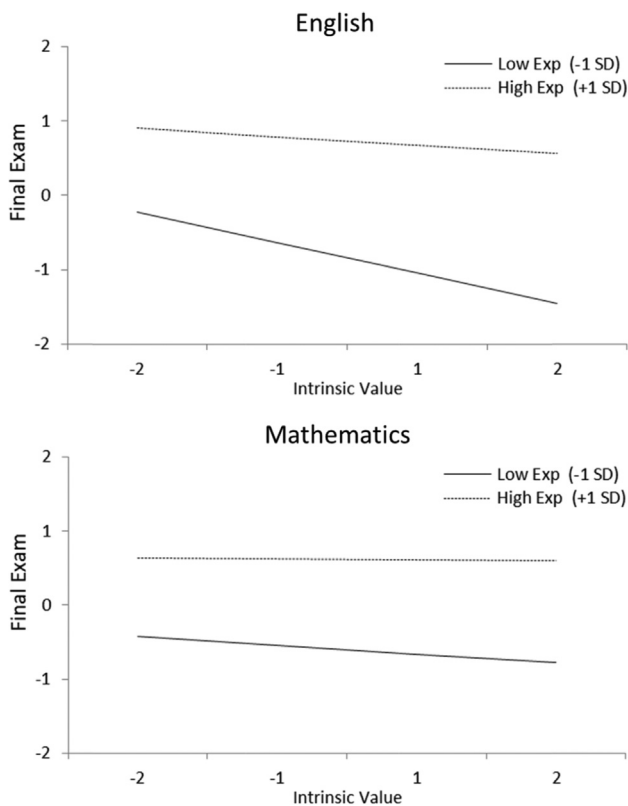 English
2
1
0
-1
-2
Final Exam
Low Exp (-1 SD)
High Exp (+1 SD)
-2 -1 1 2
Intrinsic Value
Mathematics
2
1
0
-1
-2
Final Exam
Low Exp (-1 SD)
High Exp (+1 SD)
-2 -1 1 2
Intrinsic Value